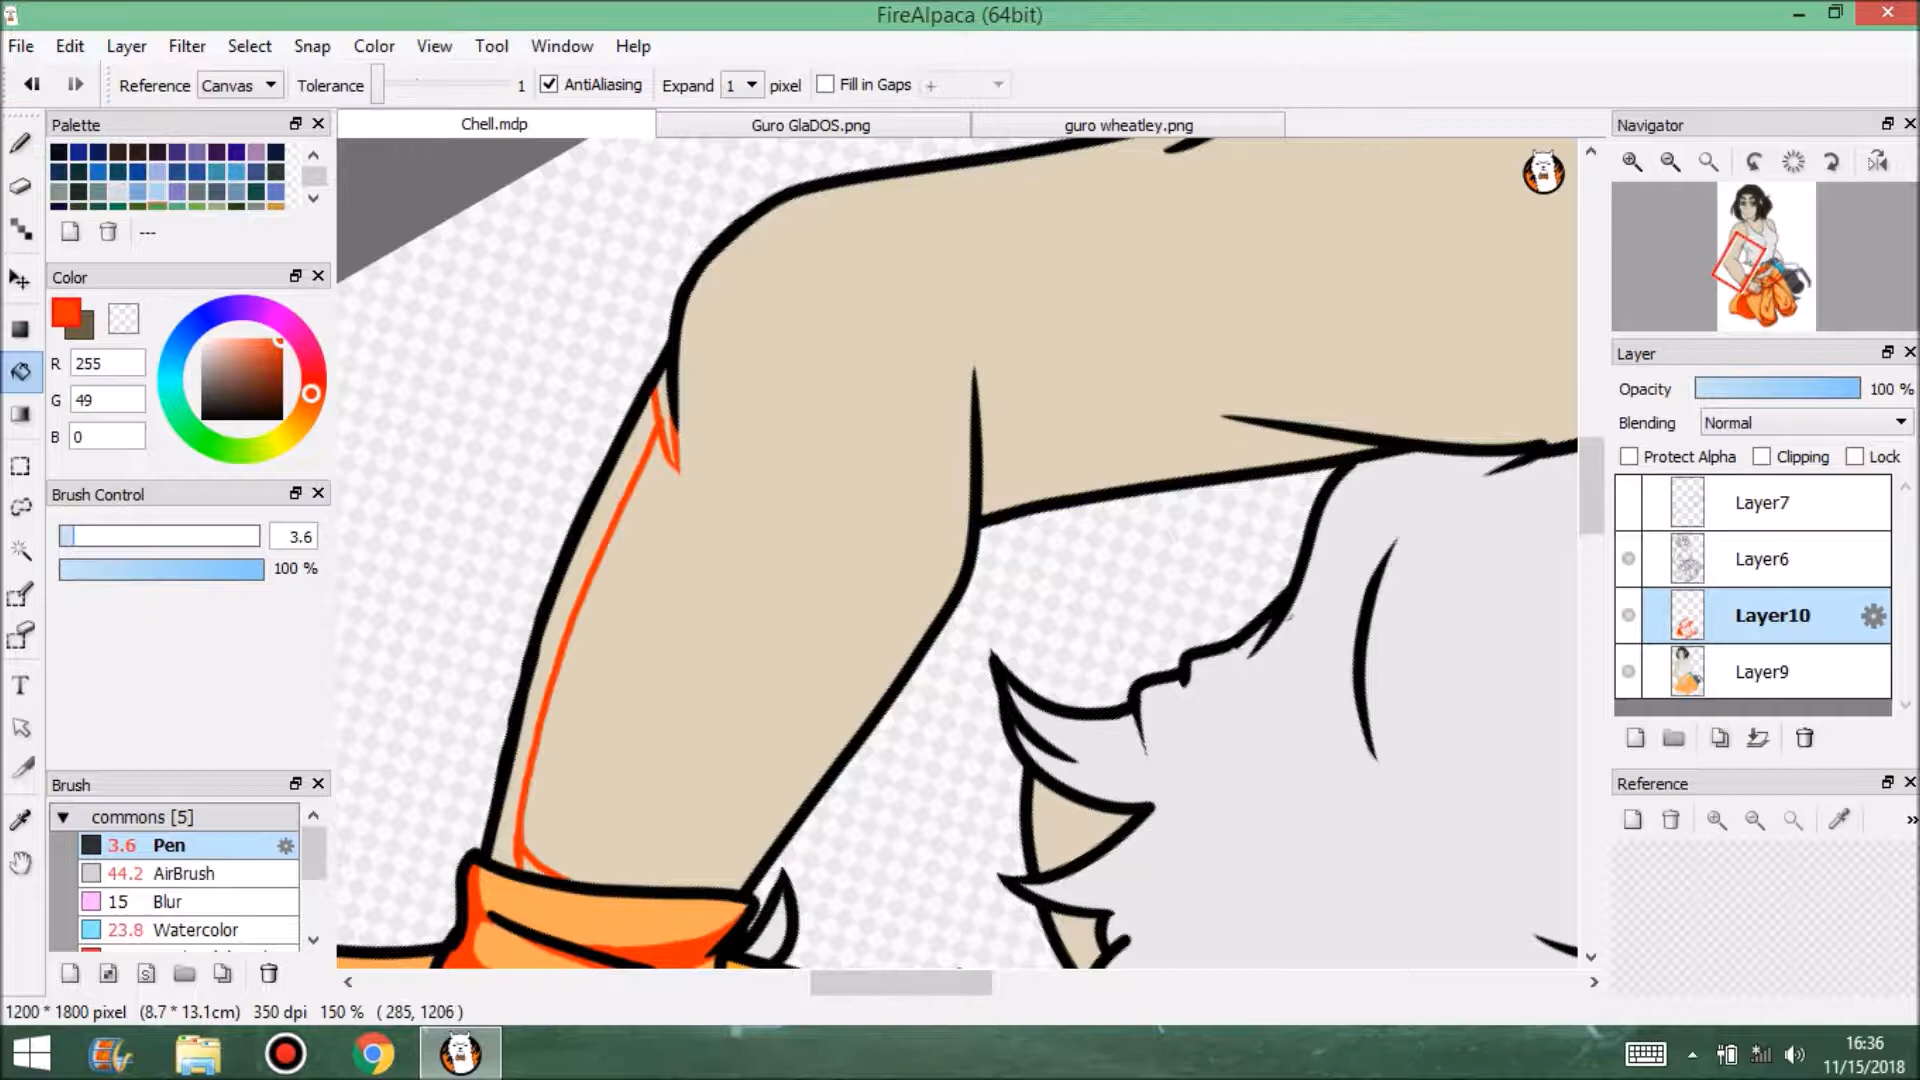 FireAlpaca (64bit)
File Edit Layer Filter Select Snap Color View Tool Window Help
Reference Canvas Tolerance 1 AntiAliasing Expand 1 pixel Fill in Gaps +
Palette
Chell.mdp Guro GlaDOS.png guro wheatley.png
Navigator
---
Color
R 255
G 49
B 0
Layer
Opacity 100 %
Blending Normal
Protect Alpha Clipping Lock
Layer7
Layer6
Layer10
Layer9
Brush Control
3.6
100 %
T
Brush
commons [5]
3.6 Pen
44.2 AirBrush
15 Blur
23.8 Watercolor
S
Reference
»
1200 * 1800 pixel (8.7 * 13.1cm) 350 dpi 150 % ( 285, 1206 )
16:36
11/15/2018